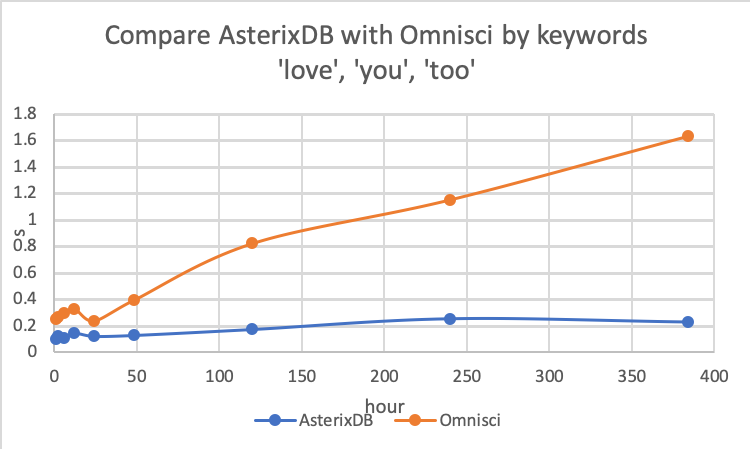 Compare AsterixDB with Omnisci by keywords
'love', 'you', 'too'
1.8
1.6
1.4
1.2
1
0.8
0.6
0.4
0.2
0
s
0 50 100 150 200 250 300 350 400
hour
AsterixDB Omnisci